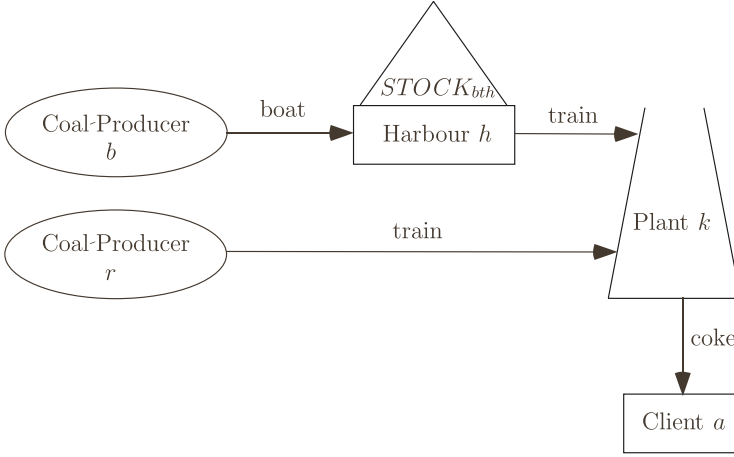 STOCK_bth
boat
train
Coal-Producer
b
Harbour h
Coal-Producer
r
train
Plant k
coke
Client a